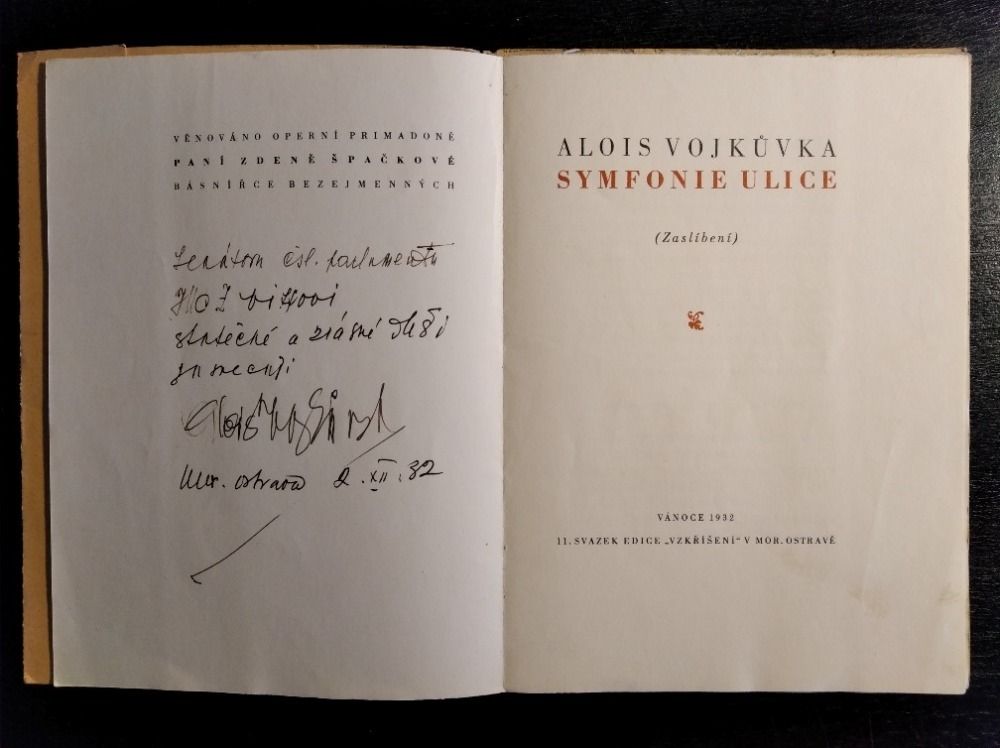 VĚNOVÁNO OPERNÍ PRIMADONĚ
PANÍ ZDENĚ ŠPAČKOVÉ
BÁSNÍŘCE BEZEJMENNÝCH
Senátoru čsl. parlamentu
statečné a krásné duši
Mor. Ostrava 2. XII. 32
ALOIS VOJKŮVKA
SYMFONIE ULICE
(Zaslíbení)
VÁNOCE 1932
11. SVAZEK EDICE „VZKŘÍŠENÍ“ V MOR. OSTRAVĚ